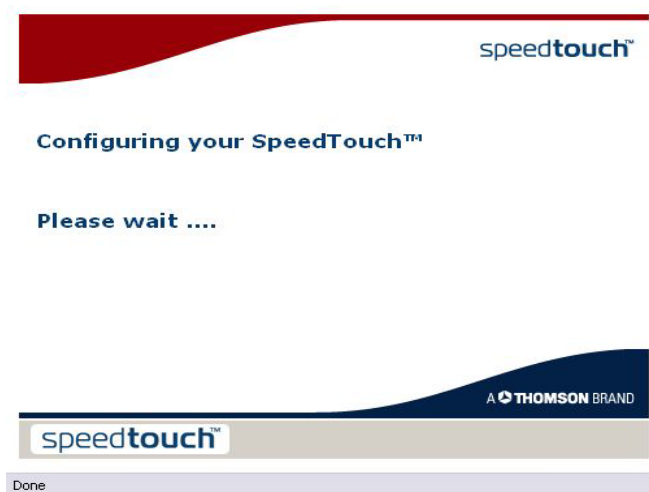 speedtouch™
Configuring your SpeedTouch™
Please wait ....
A THOMSON BRAND
speedtouch™
Done